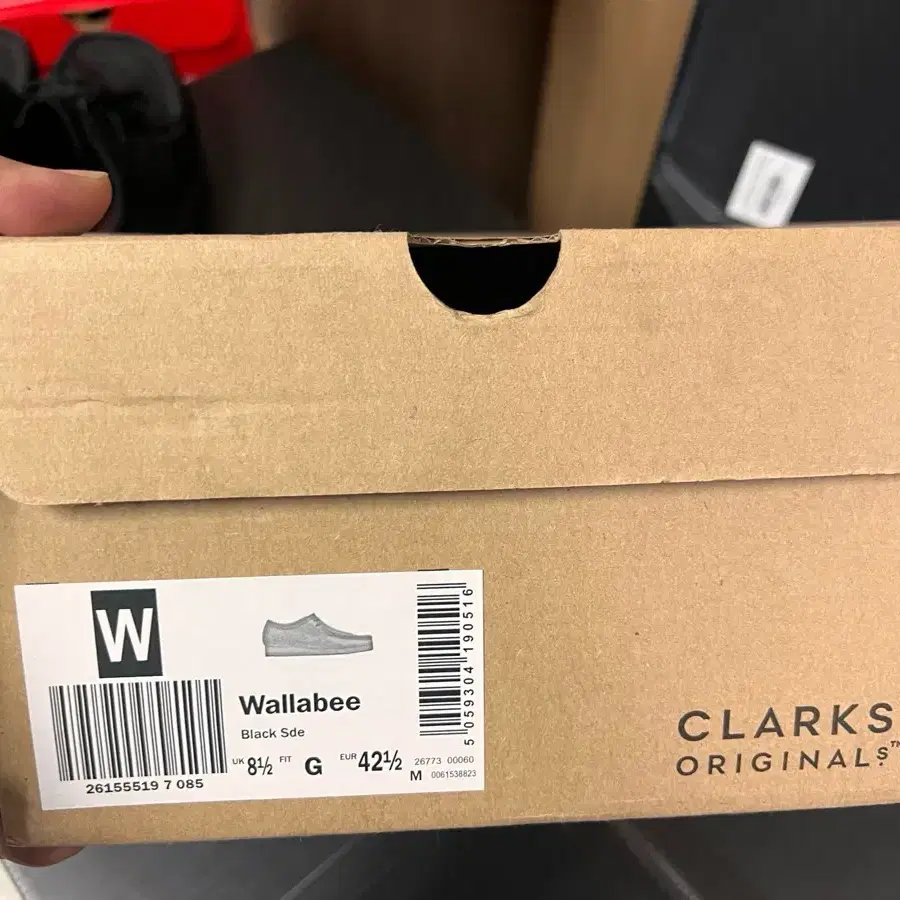 W
26155519 7 085
Wallabee
Black Sde
UK 8½ FIT G EUR 42½
5 059304 190516
26773 00060
M 0061538823
CLARKS
ORIGINALS™